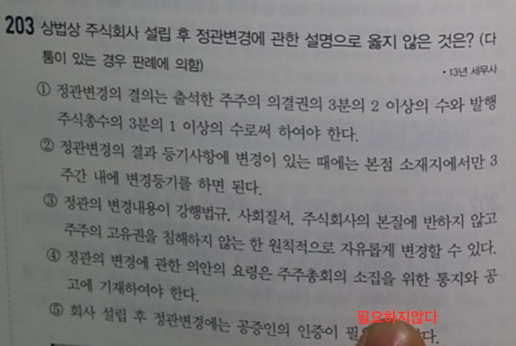 203 상법상 주식회사 설립 후 정관변경에 관한 설명으로 옳지 않은 것은? (다
툼이 있는 경우 판례에 의함)
• 13년 세무사
① 정관변경의 결의는 출석한 주주의 의결권의 3분의 2 이상의 수와 발행
주식총수의 3분의 1 이상의 수로써 하여야 한다.
② 정관변경의 결과 등기사항에 변경이 있는 때에는 본점 소재지에서만 3
주간 내에 변경등기를 하면 된다.
③ 정관의 변경내용이 강행법규, 사회질서, 주식회사의 본질에 반하지 않고
주주의 고유권을 침해하지 않는 한 원칙적으로 자유롭게 변경할 수 있다.
④ 정관의 변경에 관한 의안의 요령은 주주총회의 소집을 위한 통지와 공
고에 기재하여야 한다.
필요하지않다
⑤ 회사 설립 후 정관변경에는 공증인의 인증이 필 다.